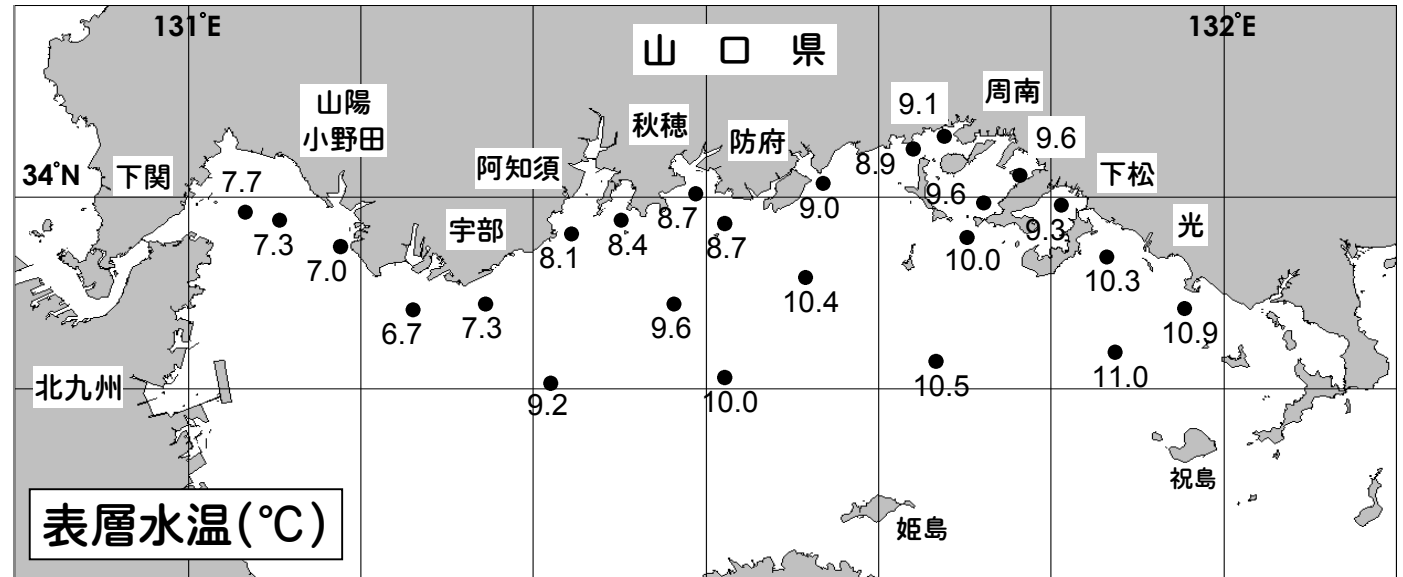 131°E
132°E
山 口 県
山陽
小野田
秋穂
防府
9.1
周南
9.6
34°N
下関
7.7
阿知須
8.9
下松
9.6
9.0
7.3
宇部
8.7
8.4
8.7
9.3
光
7.0
8.1
10.0
10.3
10.4
6.7
7.3
9.6
10.9
北九州
9.2
10.0
10.5
11.0
祝島
姫島
表層水温(℃)